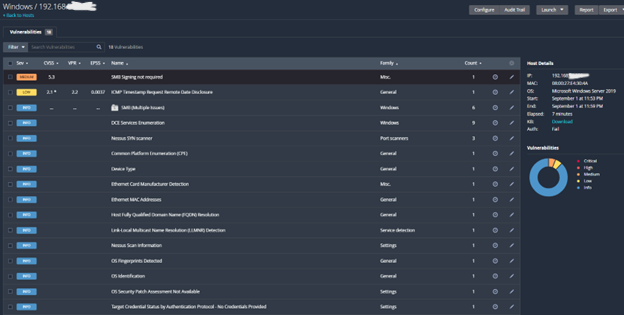 Windows / 192.168
< Back to Hosts
Configure Audit Trail Launch Report Export
Vulnerabilities 18
Filter Search Vulnerabilities 18 Vulnerabilities
Sev CVSS VPR EPSS Name Family Count
MEDIUM 5.3 SMB Signing not required Misc. 1
LOW 2.1 * 2.2 0.0037 ICMP Timestamp Request Remote Date Disclosure General 1
INFO ... ... ... SMB (Multiple Issues) Windows 6
INFO DCE Services Enumeration Windows 9
INFO Nessus SYN scanner Port scanners 3
INFO Common Platform Enumeration (CPE) General 1
INFO Device Type General 1
INFO Ethernet Card Manufacturer Detection Misc. 1
INFO Ethernet MAC Addresses General 1
INFO Host Fully Qualified Domain Name (FQDN) Resolution General 1
INFO Link-Local Multicast Name Resolution (LLMNR) Detection Service detection 1
INFO Nessus Scan Information Settings 1
INFO OS Fingerprints Detected General 1
INFO OS Identification General 1
INFO OS Security Patch Assessment Not Available Settings 1
INFO Target Credential Status by Authentication Protocol - No Credentials Provided Settings 1
Host Details
IP: 192.168
MAC:
OS: Microsoft Windows Server 2019
Start: September 1 at 11:53 PM
End: September 1 at 11:59 PM
Elapsed: 7 minutes
KB: Download
Auth: Fail
Vulnerabilities
Critical
High
Medium
Low
Info